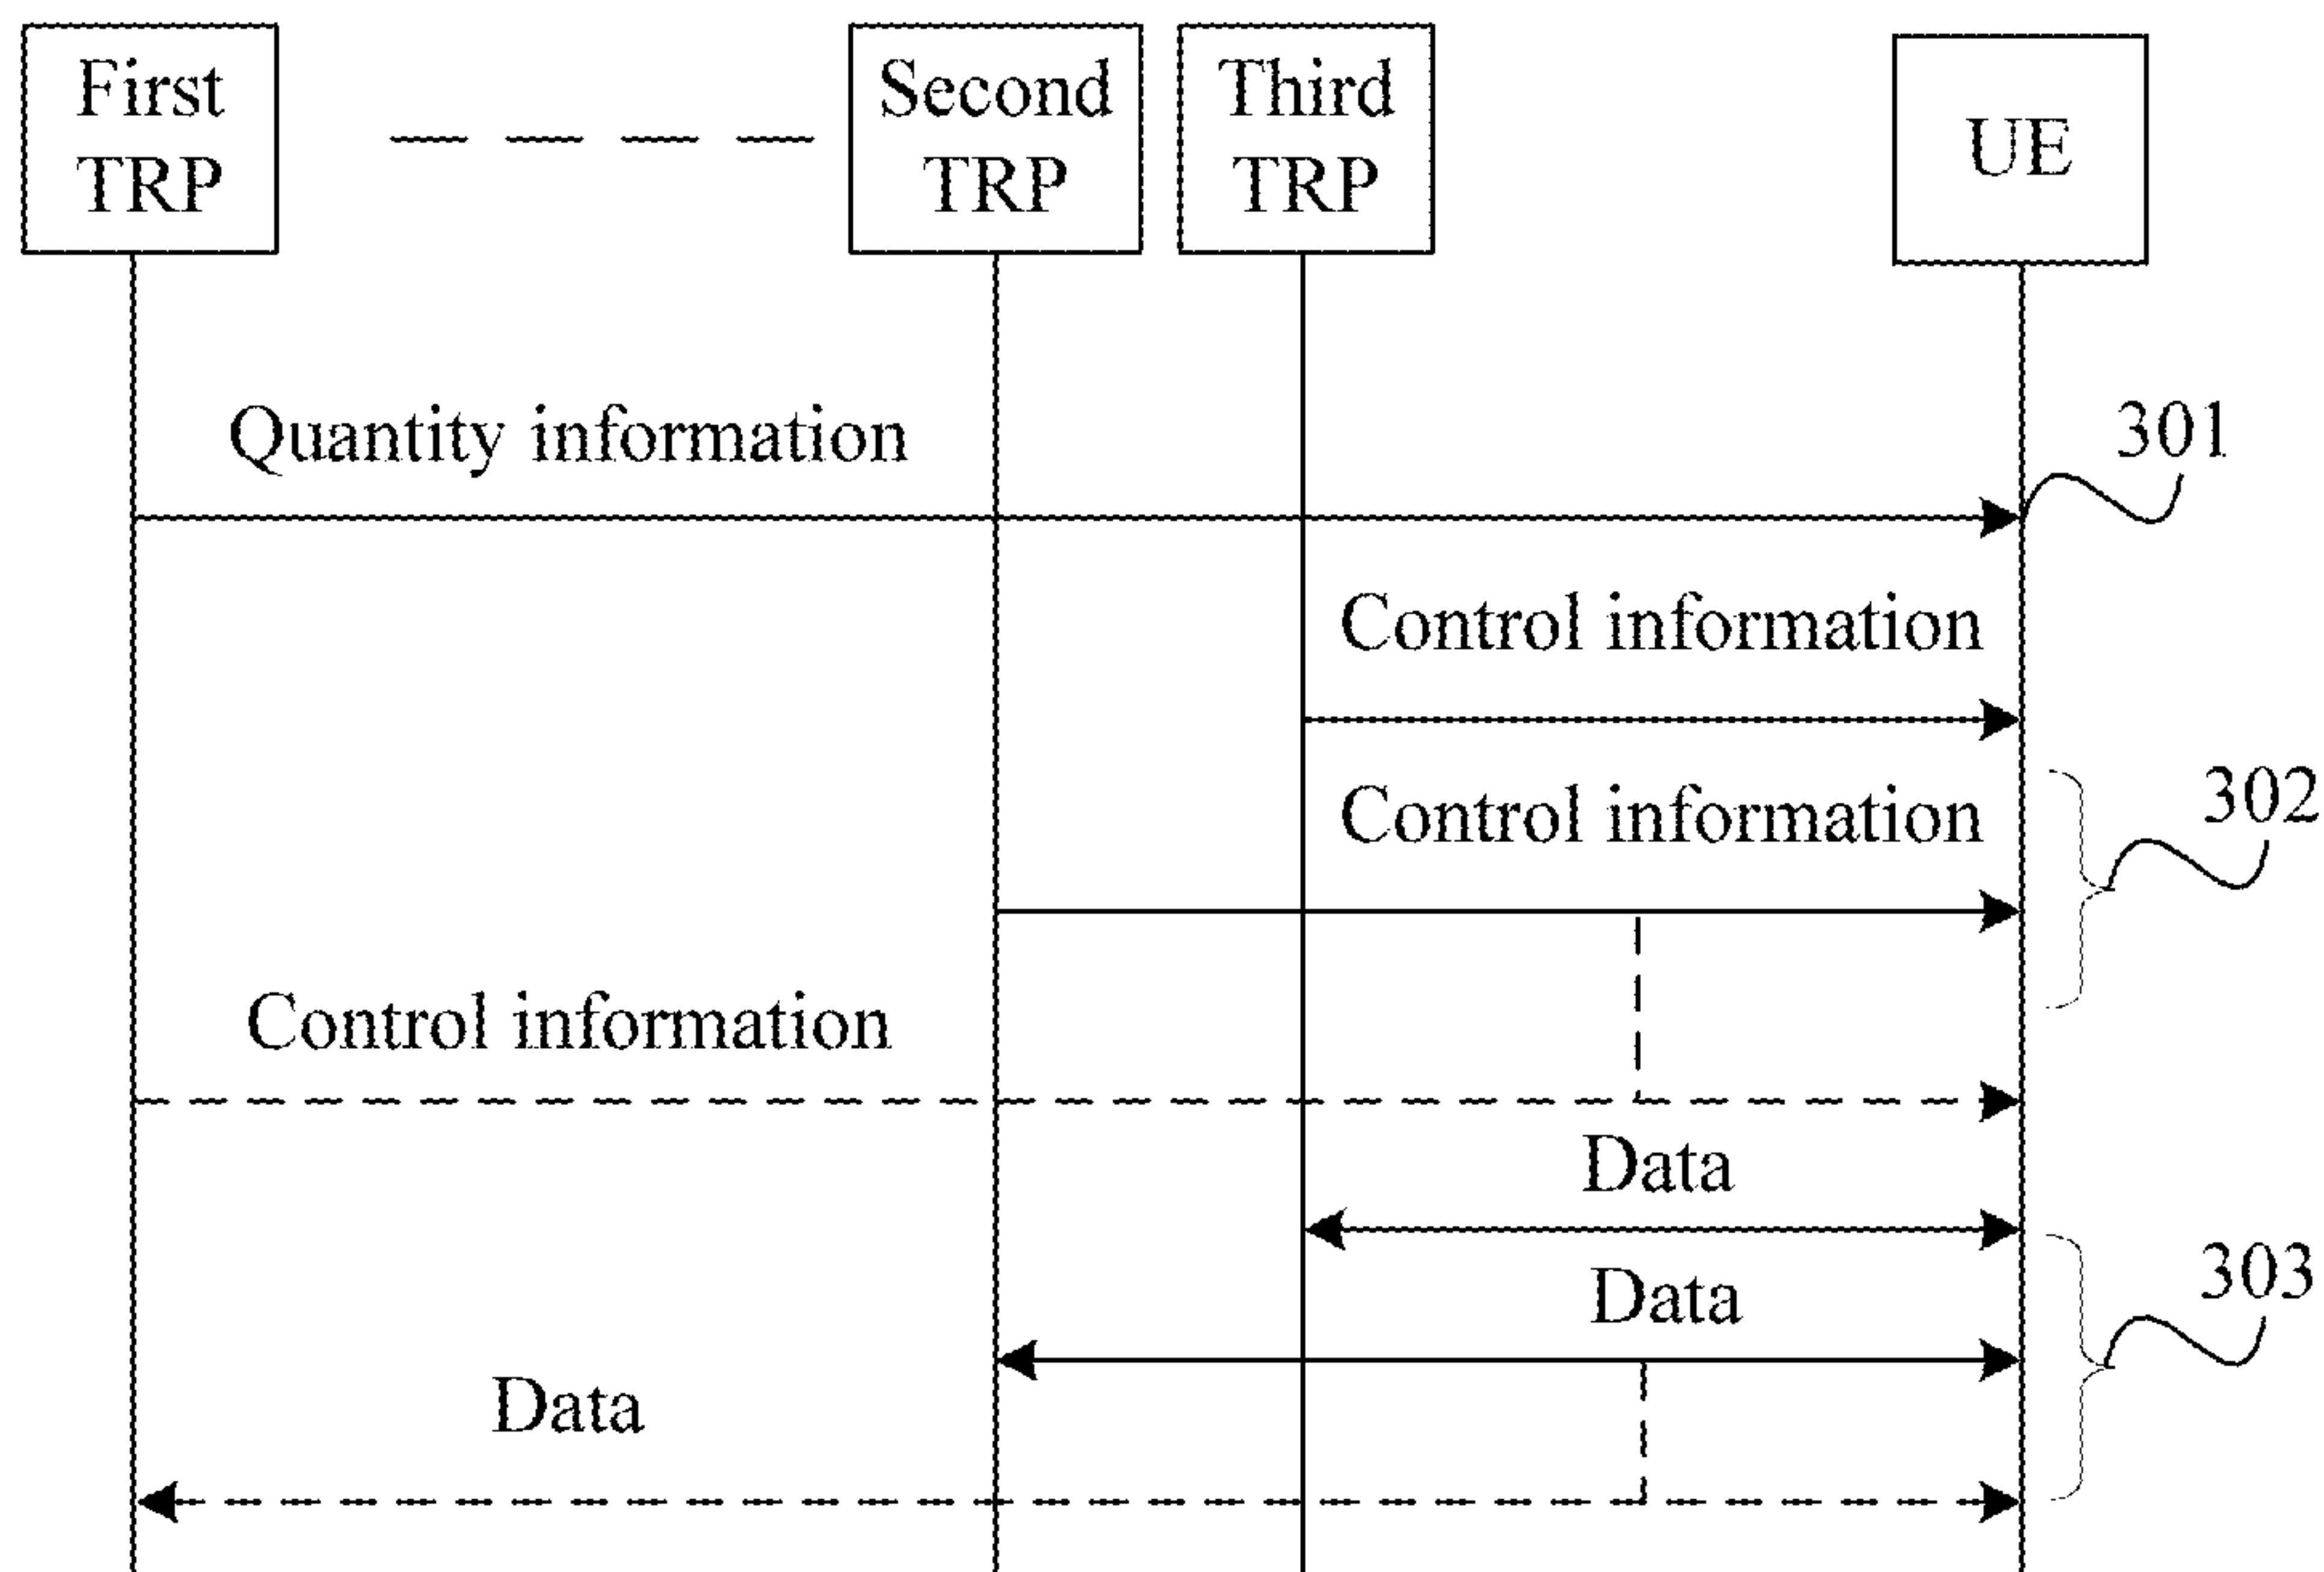 First
TRP
Second
TRP
Third
TRP
UE
Quantity information
301
Control information
Control information
302
Control information
Data
Data
303
Data